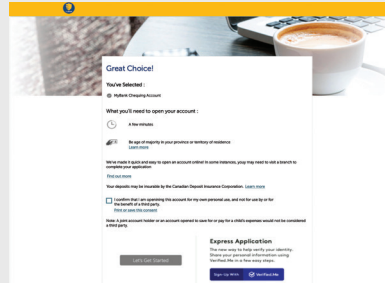 Great Choice!
You've Selected :
MyBank Chequing Account
What you'll need to open your account :
A few minutes
Be age of majority in your province or territory of residence
Learn more
We've made it quick and easy to open an account online! In some instances, your may need to visit a branch to
complete your application
Find out more
Your deposits may be insurable by the Canadian Deposit Insurance Corporation. Learn more
I confirm that I am operating this account for my own personal use, and not for use by or for
the benefit of a third party.
Print or save this consent
Note: A joint account holder or an account opened to save for or pay for a child's expenses would not be considered
a third party.
Let's Get Started
Express Application
The new way to help verify your identity.
Share your personal information using
Verified.Me in a few easy steps.
Sign Up With Verified.Me